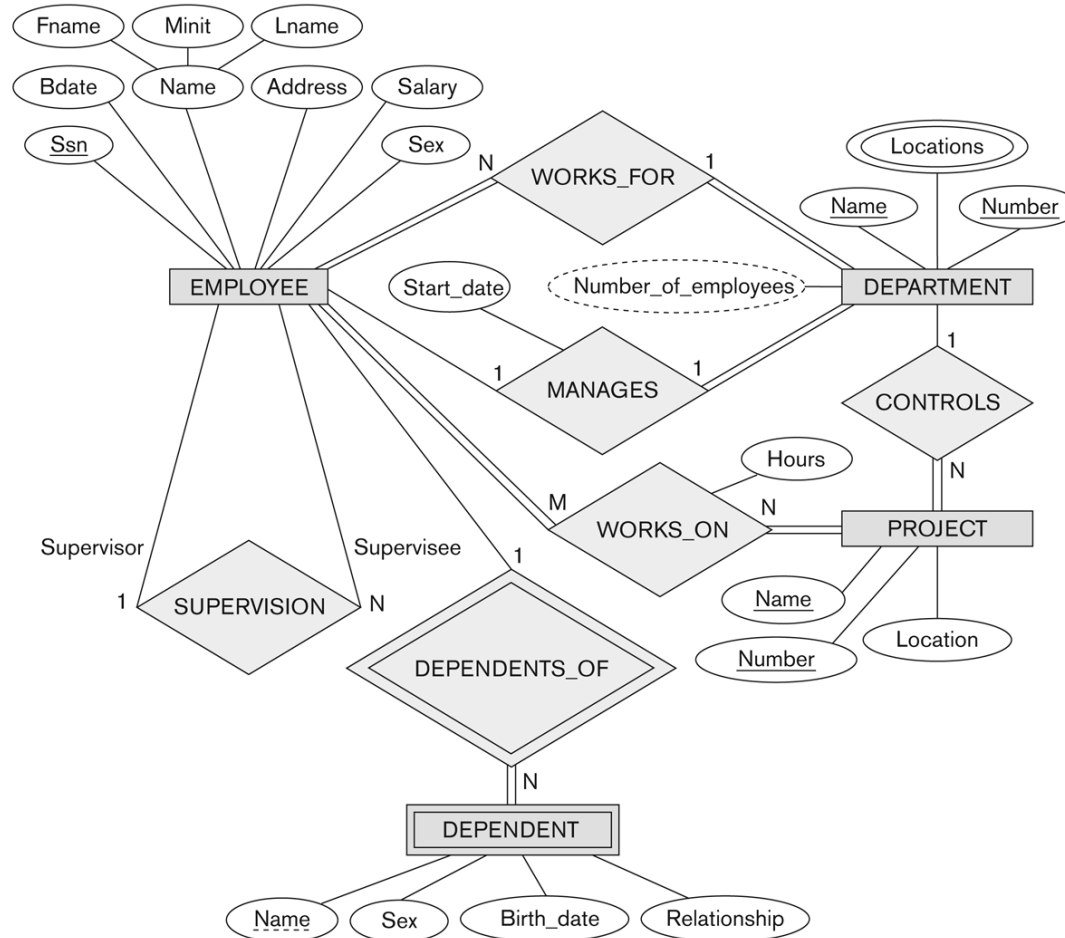 Fname
Minit
Lname
Bdate
Name
Address
Salary
Ssn
Sex
N
WORKS_FOR
1
Locations
Name
Number
EMPLOYEE
Start_date
Number_of_employees
DEPARTMENT
1
MANAGES
1
1
CONTROLS
N
Hours
M
WORKS_ON
N
PROJECT
Supervisor
Supervisee
1
SUPERVISION
N
1
Name
Number
Location
DEPENDENTS_OF
N
DEPENDENT
Name
Sex
Birth_date
Relationship